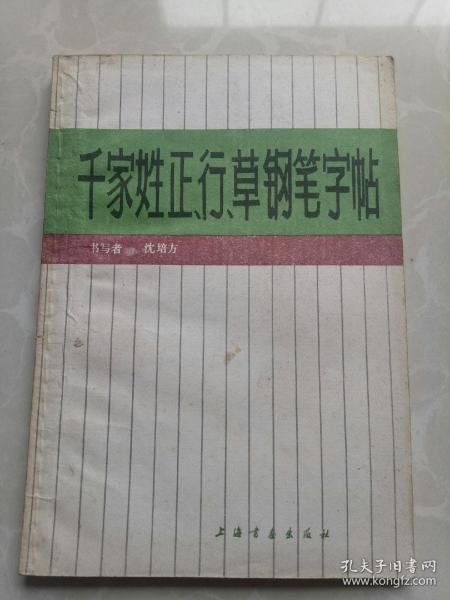 千家姓正、行、草钢笔字帖
书写者 沈培方
上海书画出版社
孔夫子旧书网
www.kongfz.com